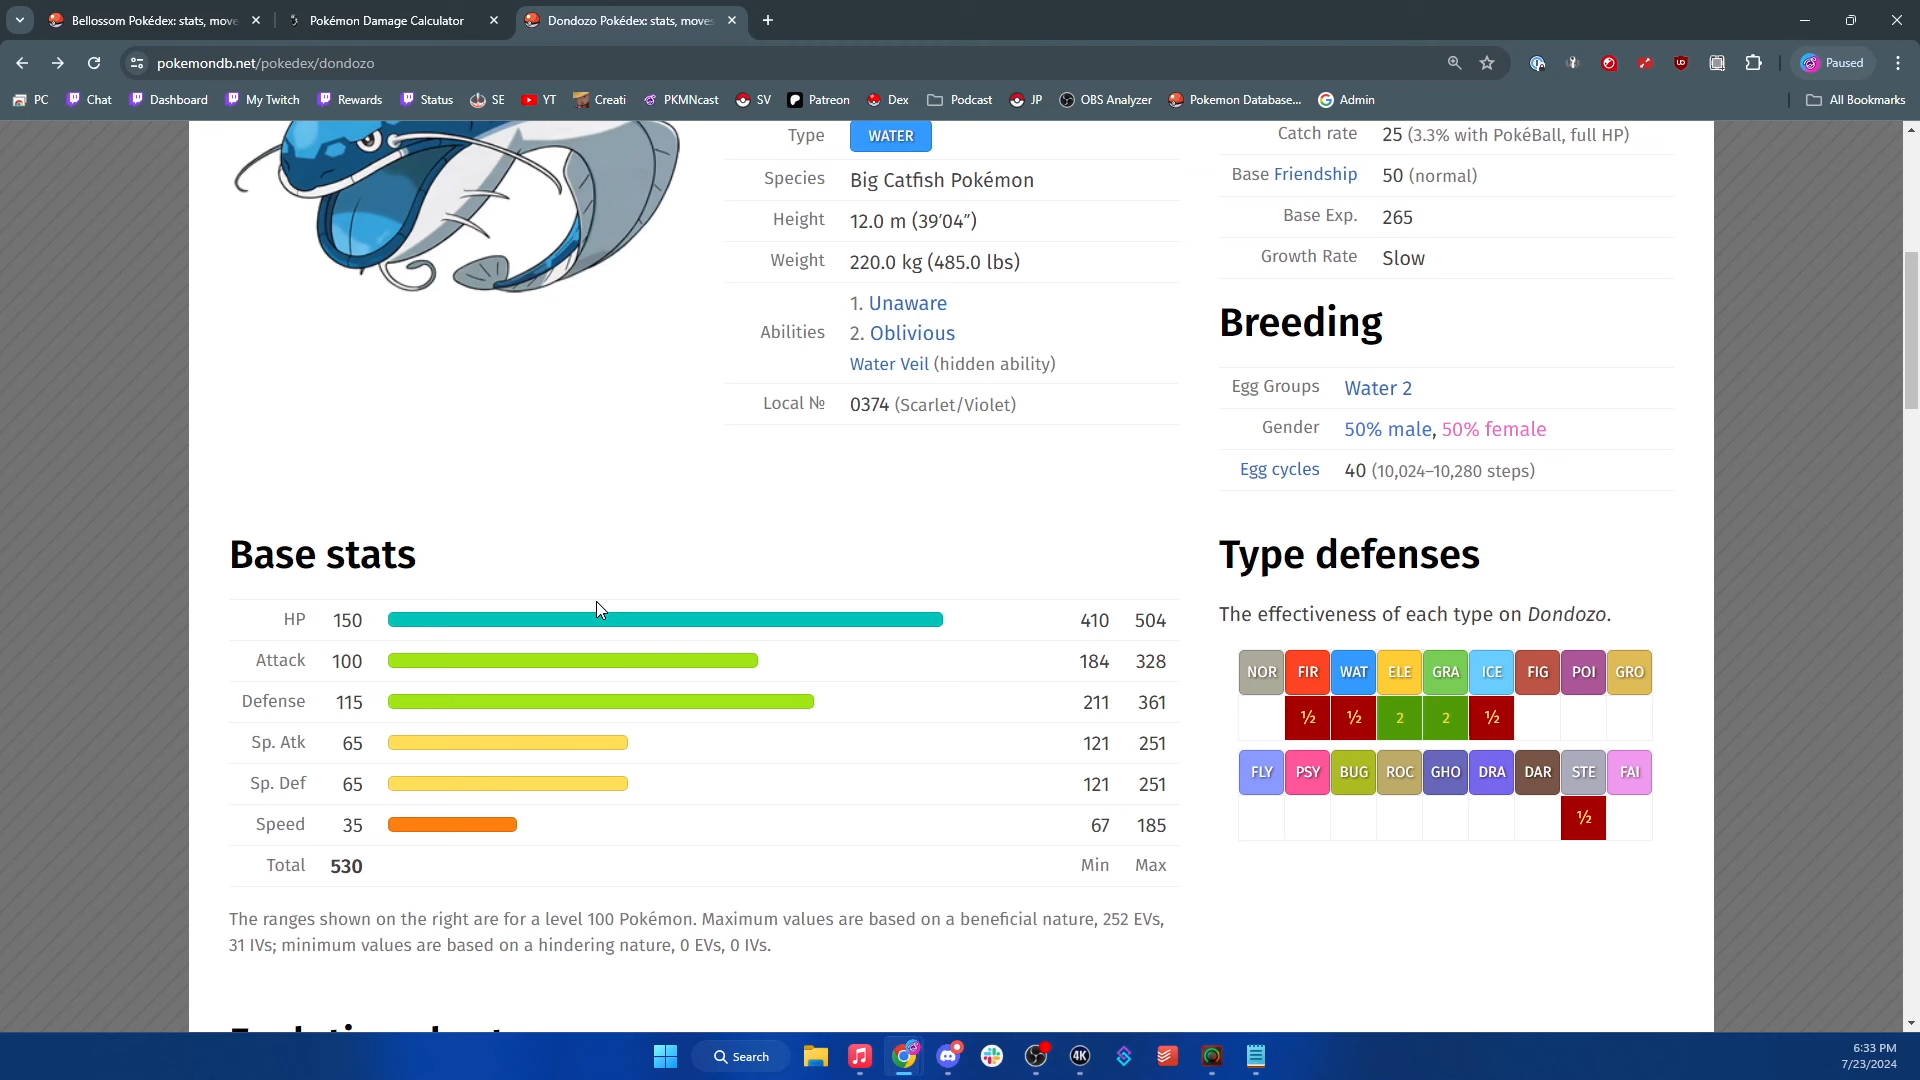 Bellossom Pokédex: stats, move
Pokémon Damage Calculator
Dondozo Pokédex: stats, moves
pokemondb.net/pokedex/dondozo
Paused
PC
Chat
Dashboard
My Twitch
Rewards
Status
SE
YT
Creati
PKMNcast
SV
Patreon
Dex
Podcast
JP
OBS Analyzer
Pokemon Database...
Admin
All Bookmarks
Type WATER
Species Big Catfish Pokémon
Height 12.0 m (39′04″)
Weight 220.0 kg (485.0 lbs)
Abilities
1. Unaware
2. Oblivious
Water Veil (hidden ability)
Local № 0374 (Scarlet/Violet)
Catch rate 25 (3.3% with PokéBall, full HP)
Base Friendship 50 (normal)
Base Exp. 265
Growth Rate Slow
Breeding
Egg Groups Water 2
Gender 50% male, 50% female
Egg cycles 40 (10,024–10,280 steps)
Base stats
HP 150 410 504
Attack 100 184 328
Defense 115 211 361
Sp. Atk 65 121 251
Sp. Def 65 121 251
Speed 35 67 185
Total 530 Min Max
The ranges shown on the right are for a level 100 Pokémon. Maximum values are based on a beneficial nature, 252 EVs,
31 IVs; minimum values are based on a hindering nature, 0 EVs, 0 IVs.
Type defenses
The effectiveness of each type on Dondozo.
NOR FIR WAT ELE GRA ICE FIG POI GRO
½ ½ 2 2 ½
FLY PSY BUG ROC GHO DRA DAR STE FAI
½
Search
4K
6:33 PM
7/23/2024